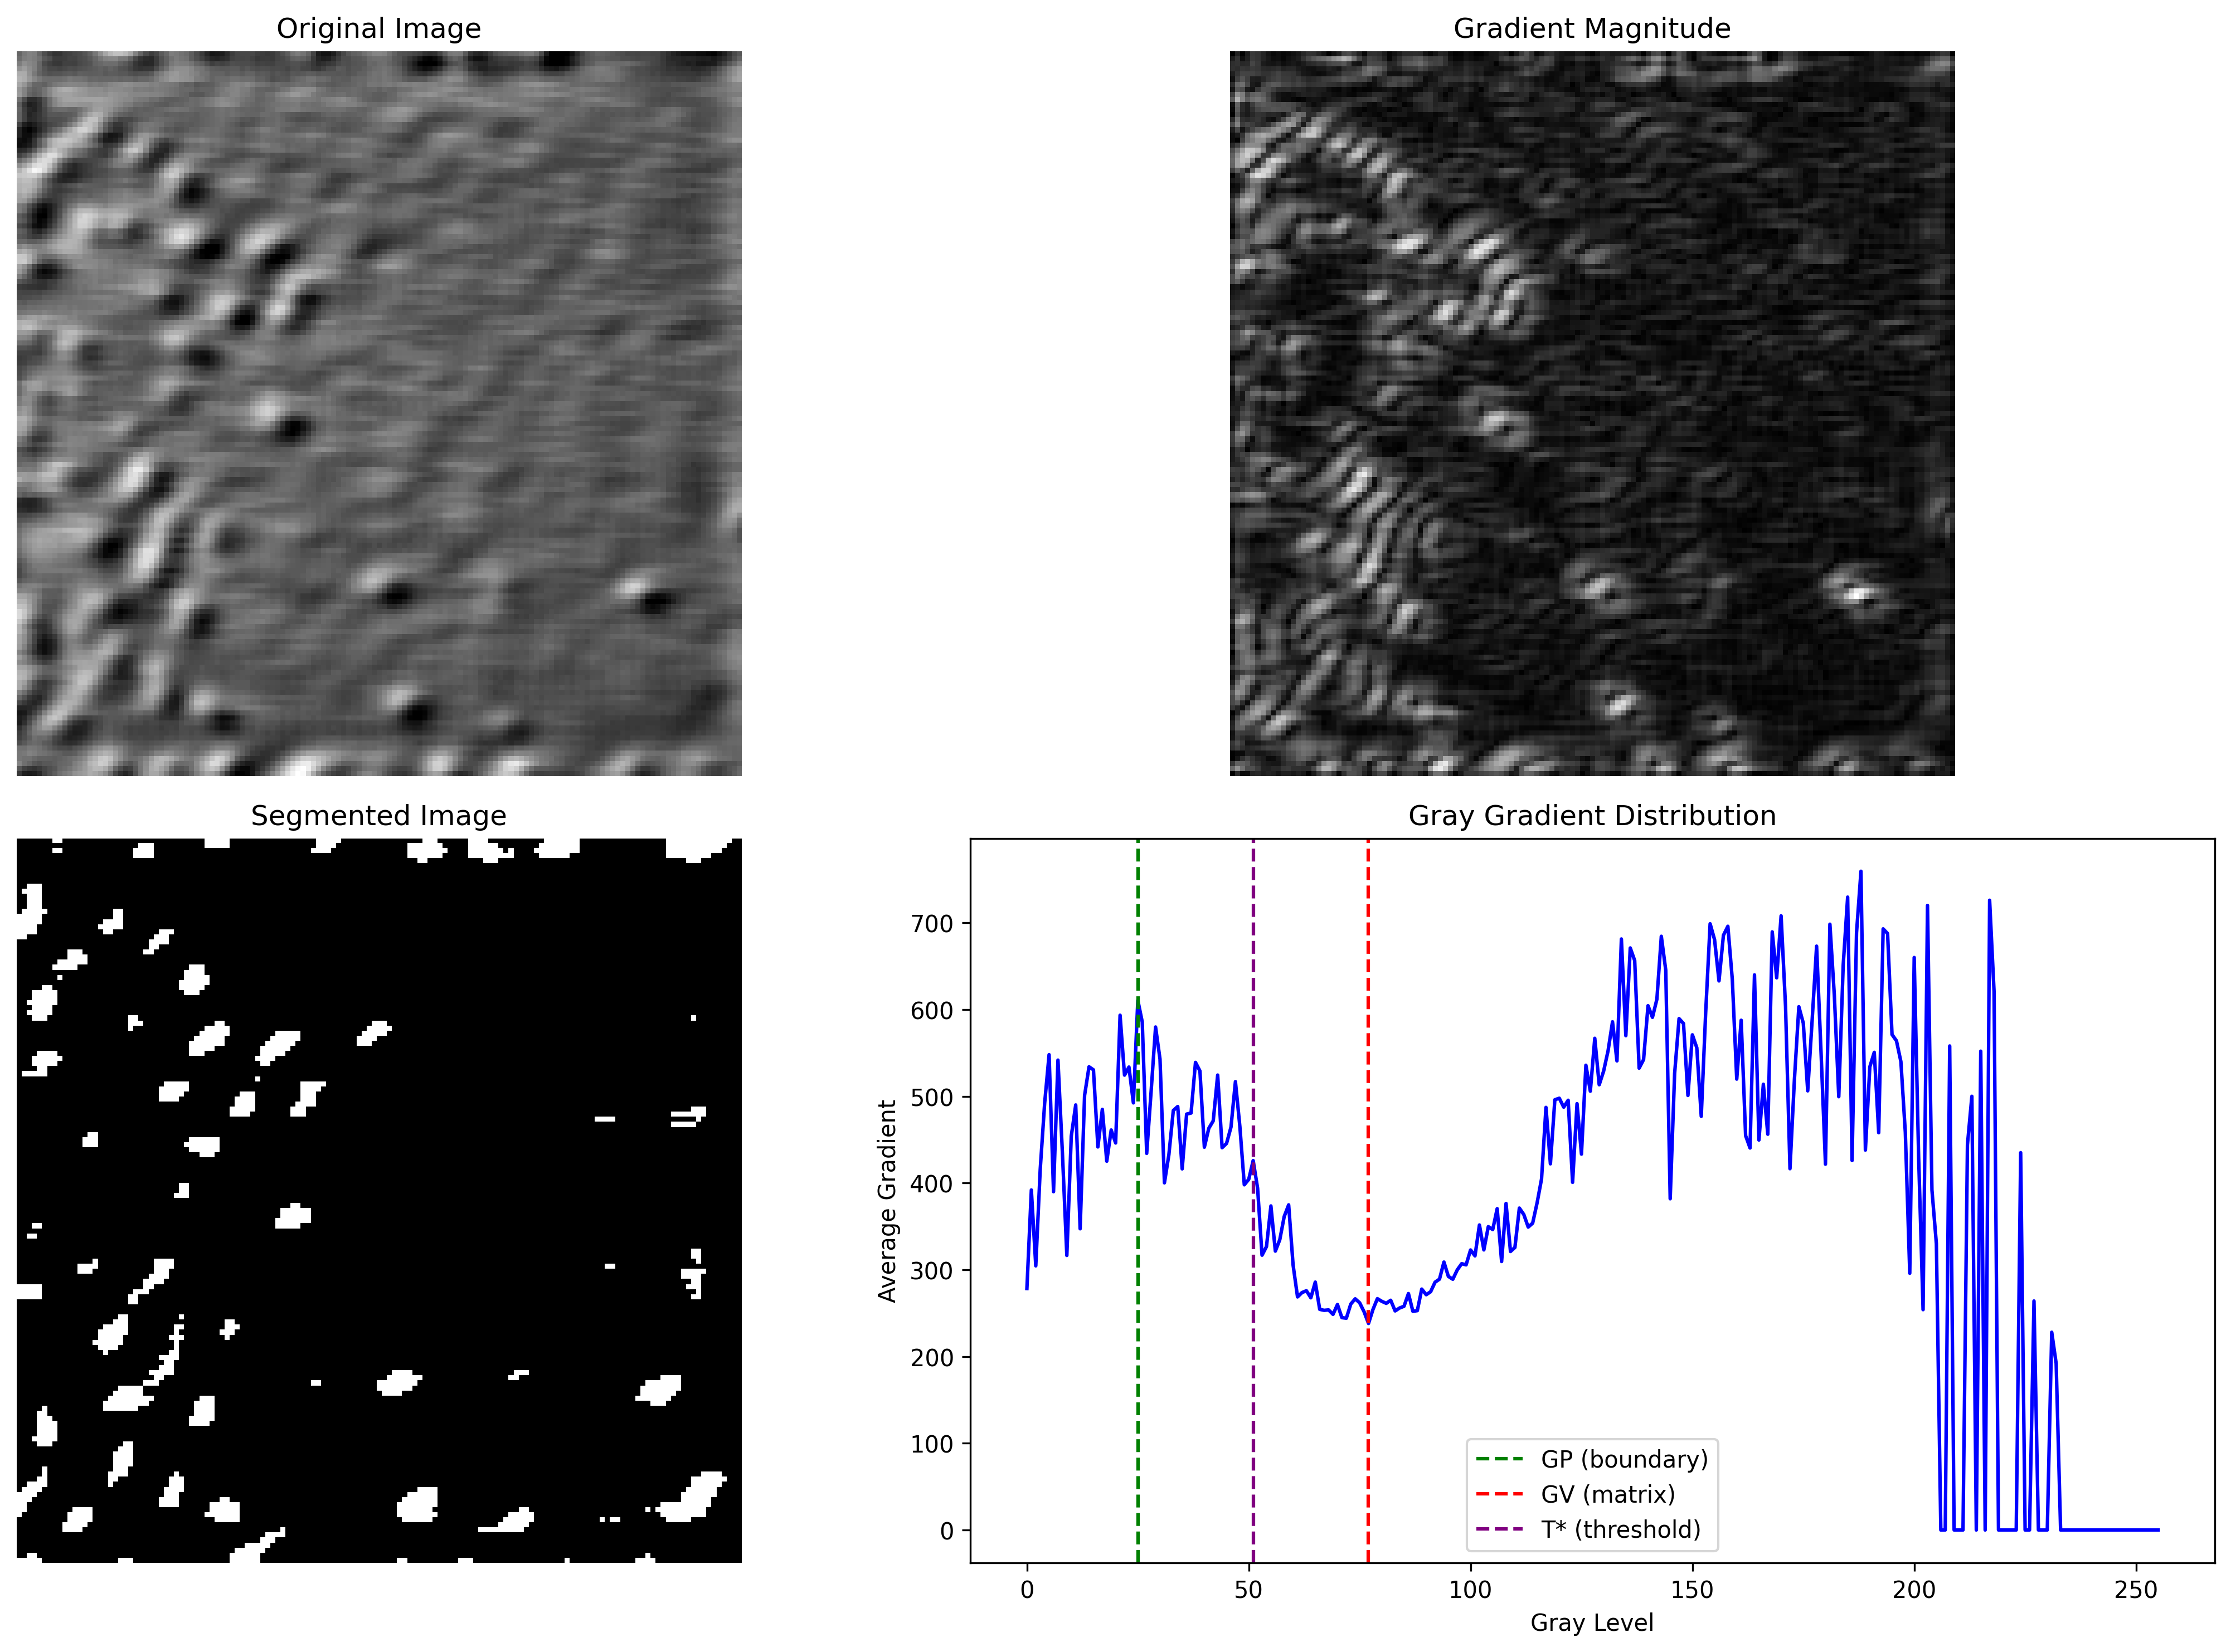 Original Image
Gradient Magnitude
Segmented Image
Gray Gradient Distribution
Average Gradient
700
600
500
400
300
200
100
0
GP (boundary)
GV (matrix)
T* (threshold)
0 50 100 150 200 250
Gray Level